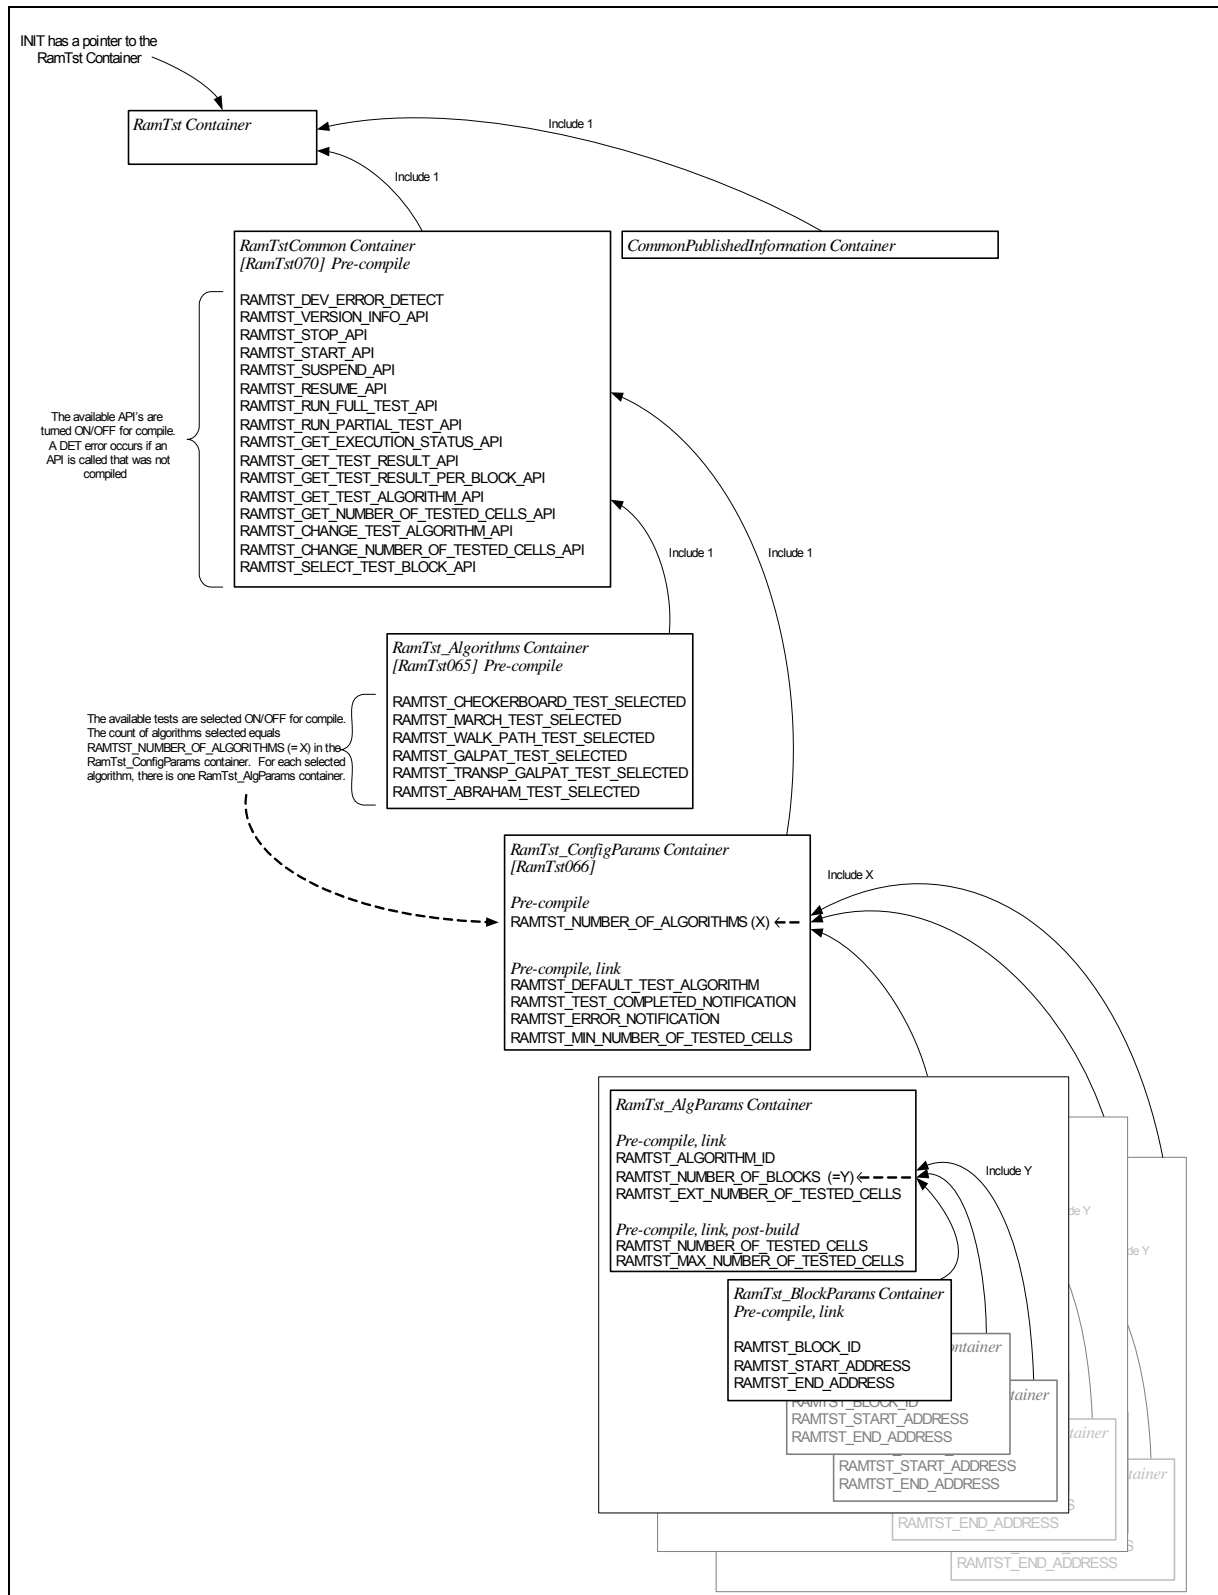 INIT has a pointer to the
RamTst Container
RamTst Container
Include 1
Include 1
RamTstCommon Container
[RamTst070] Pre-compile
CommonPublishedInformation Container
RAMTST_DEV_ERROR_DETECT
RAMTST_VERSION_INFO_API
RAMTST_STOP_API
RAMTST_START_API
RAMTST_SUSPEND_API
RAMTST_RESUME_API
RAMTST_RUN_FULL_TEST_API
RAMTST_RUN_PARTIAL_TEST_API
RAMTST_GET_EXECUTION_STATUS_API
RAMTST_GET_TEST_RESULT_API
RAMTST_GET_TEST_RESULT_PER_BLOCK_API
RAMTST_GET_TEST_ALGORITHM_API
RAMTST_GET_NUMBER_OF_TESTED_CELLS_API
RAMTST_CHANGE_TEST_ALGORITHM_API
RAMTST_CHANGE_NUMBER_OF_TESTED_CELLS_API
RAMTST_SELECT_TEST_BLOCK_API
The available API's are
turned ON/OFF for compile.
A DET error occurs if an
API is called that was not
compiled
Include 1
Include 1
RamTst_Algorithms Container
[RamTst065] Pre-compile
RAMTST_CHECKERBOARD_TEST_SELECTED
RAMTST_MARCH_TEST_SELECTED
RAMTST_WALK_PATH_TEST_SELECTED
RAMTST_GALPAT_TEST_SELECTED
RAMTST_TRANSP_GALPAT_TEST_SELECTED
RAMTST_ABRAHAM_TEST_SELECTED
The available tests are selected ON/OFF for compile.
The count of algorithms selected equals
RAMTST_NUMBER_OF_ALGORITHMS (= X) in the
RamTst_ConfigParams container.  For each selected
algorithm, there is one RamTst_AlgParams container.
RamTst_ConfigParams Container
[RamTst066]
Include X
Pre-compile
RAMTST_NUMBER_OF_ALGORITHMS (X)
Pre-compile, link
RAMTST_DEFAULT_TEST_ALGORITHM
RAMTST_TEST_COMPLETED_NOTIFICATION
RAMTST_ERROR_NOTIFICATION
RAMTST_MIN_NUMBER_OF_TESTED_CELLS
RamTst_AlgParams Container
Pre-compile, link
RAMTST_ALGORITHM_ID
RAMTST_NUMBER_OF_BLOCKS (=Y)
RAMTST_EXT_NUMBER_OF_TESTED_CELLS
Include Y
Pre-compile, link, post-build
RAMTST_NUMBER_OF_TESTED_CELLS
RAMTST_MAX_NUMBER_OF_TESTED_CELLS
de Y
de Y
RamTst_BlockParams Container
Pre-compile, link
RAMTST_BLOCK_ID
RAMTST_START_ADDRESS
RAMTST_END_ADDRESS
ontainer
RAMTST_BLOCK_ID
RAMTST_START_ADDRESS
RAMTST_END_ADDRESS
tainer
RAMTST_START_ADDRESS
RAMTST_END_ADDRESS
tainer
S
RAMTST_END_ADDRESS
tainer
S
RAMTST_END_ADDRESS